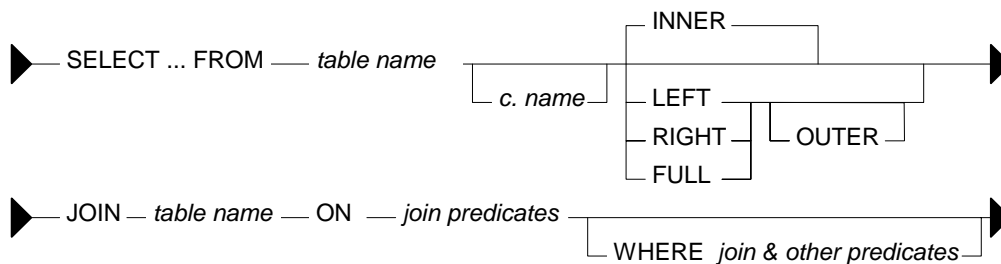 INNER
SELECT ... FROM table name
c. name
LEFT
RIGHT OUTER
FULL
JOIN table name ON join predicates
WHERE join & other predicates